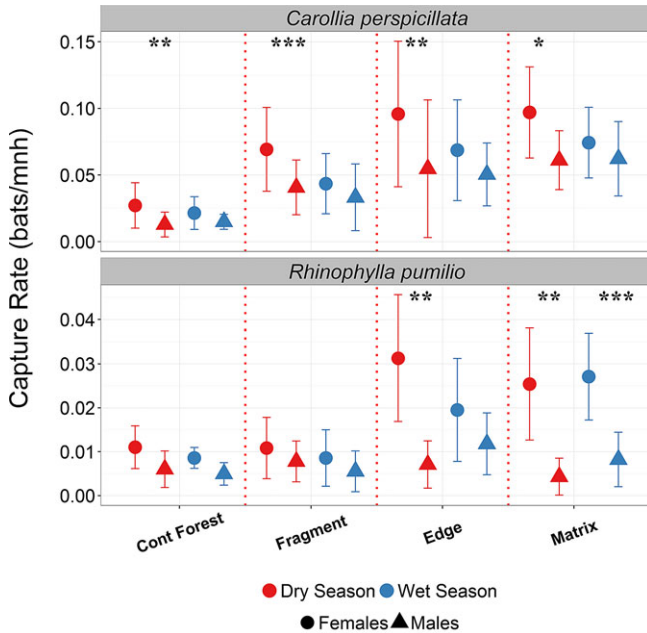 Carollia perspicillata
** *** ** *
0.15
0.10
0.05
0.00
Rhinophylla pumilio
** ** ***
0.04
0.03
0.02
0.01
0.00
Capture Rate (bats/mnh)
Cont Forest Fragment Edge Matrix
Dry Season Wet Season
Females Males